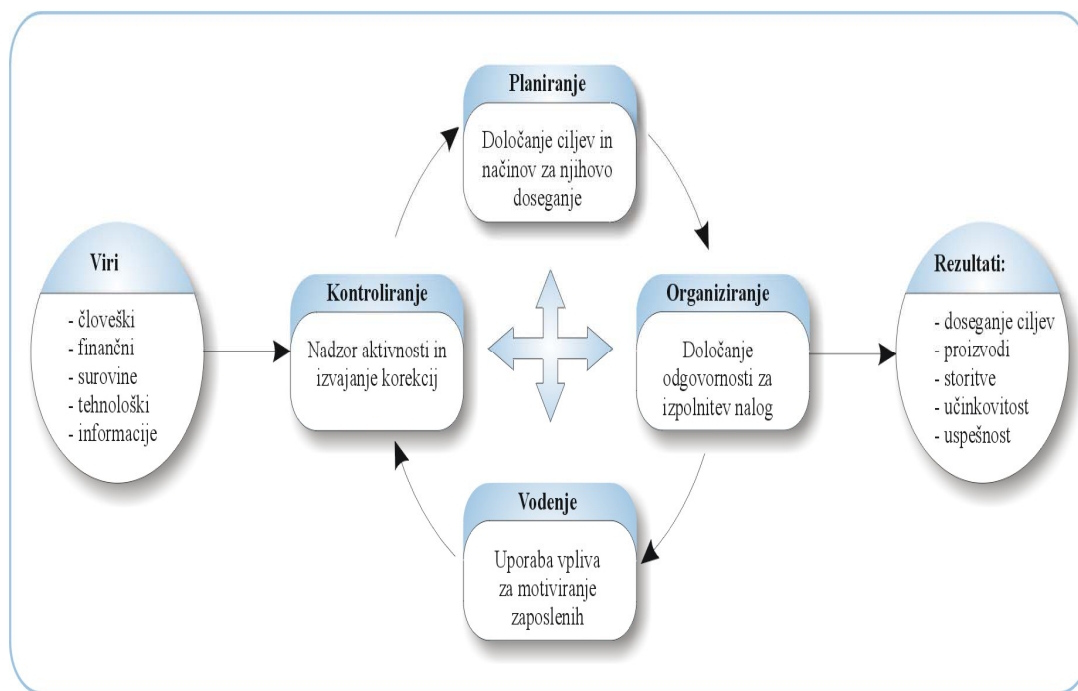 Planiranje
Določanje ciljev in
načinov za njihovo
doseganje
Viri
- človeški
- finančni
- surovine
- tehnološki
- informacije
Kontroliranje
Nadzor aktivnosti in
izvajanje korekcij
Organiziranje
Določanje
odgovornosti za
izpolnitev nalog
Rezultati:
- doseganje ciljev
- proizvodi
- storitve
- učinkovitost
- uspešnost
Vodenje
Uporaba vpliva
za motiviranje
zaposlenih